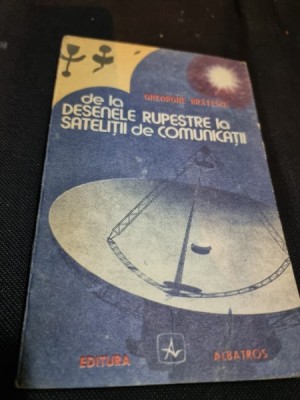 GHEORGHE BRĂTESCU
de la
DESENELE RUPESTRE la
SATELIȚII de COMUNICAȚII
EDITURA ALBATROS